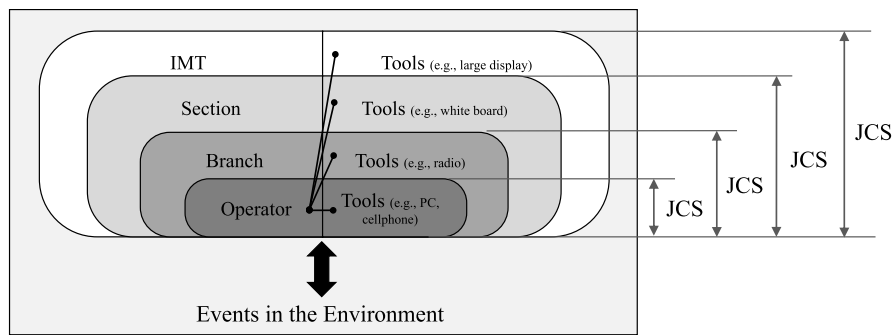 IMT Tools (e.g., large display)
Section Tools (e.g., white board)
Branch Tools (e.g., radio)
Operator Tools (e.g., PC,
cellphone)
JCS
JCS
JCS
JCS
Events in the Environment